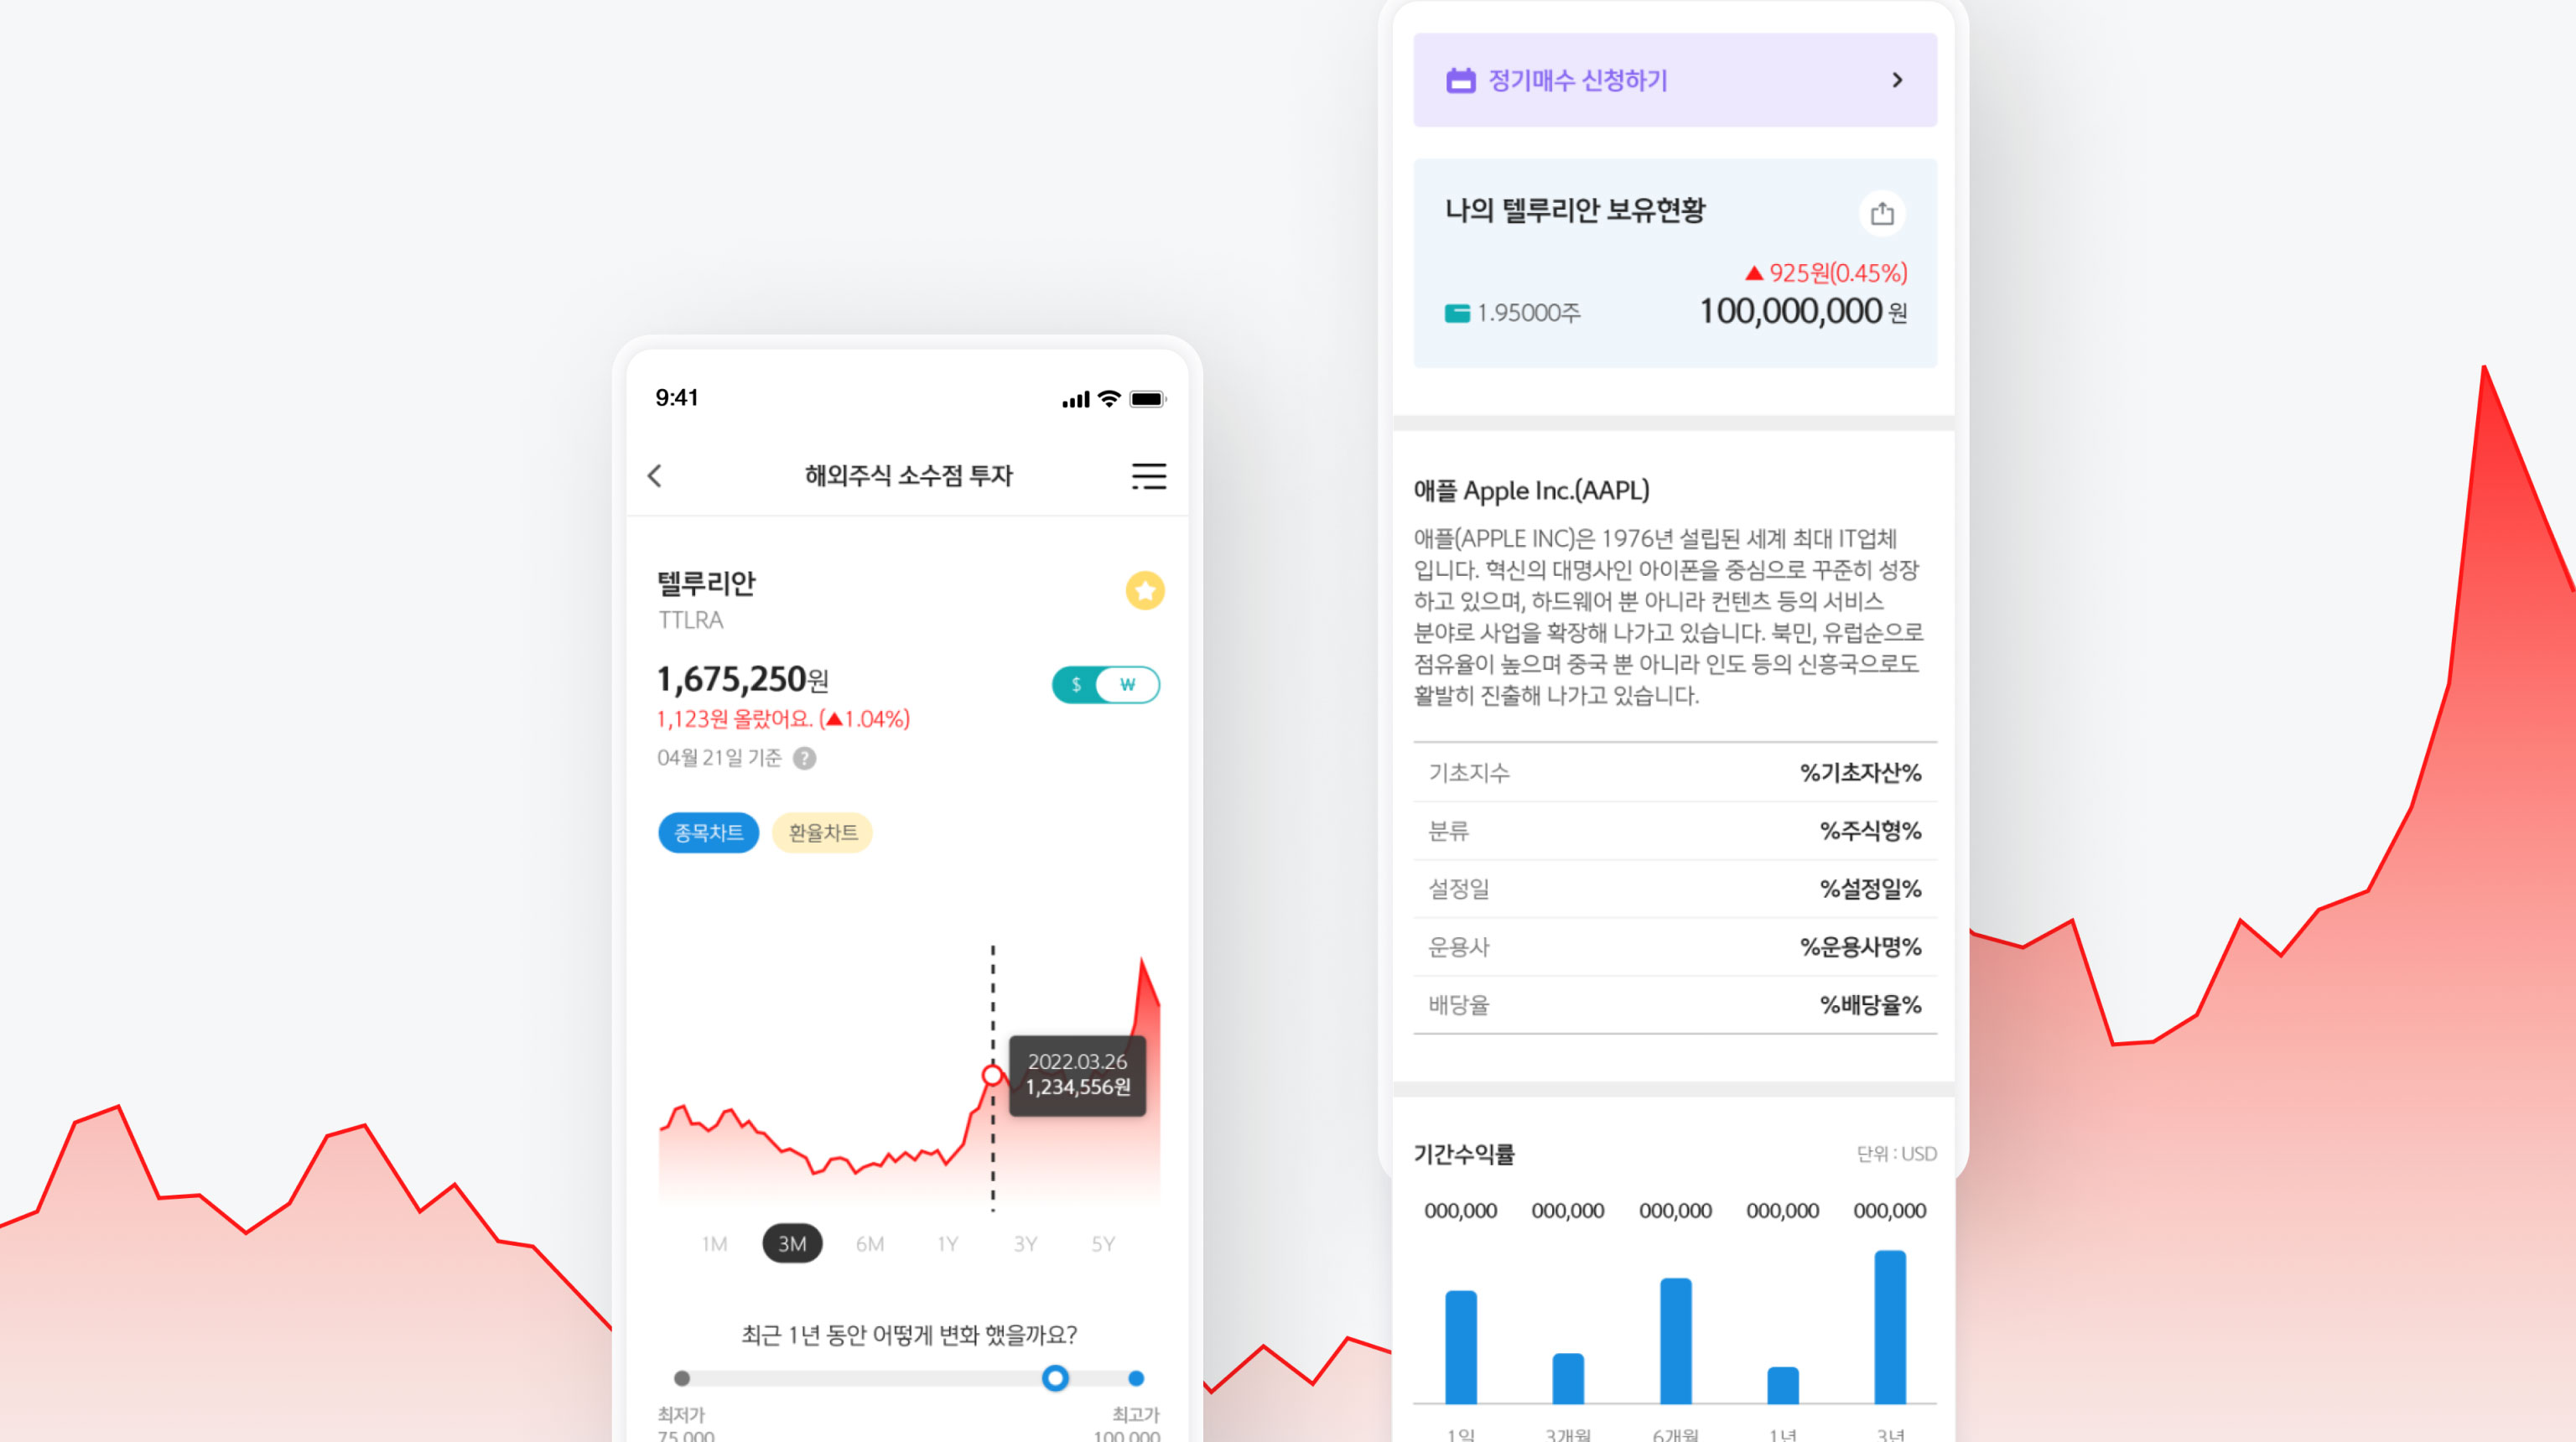 9:41
해외주식 소수점 투자
텔루리안
TTLRA
1,675,250원
$ ₩
1,123원 올랐어요. (▲1.04%)
04월 21일 기준 ?
종목차트 환율차트
2022.03.26
1,234,556원
1M 3M 6M 1Y 3Y 5Y
최근 1년 동안 어떻게 변화 했을까요?
최저가 최고가
75,000 100,000
정기매수 신청하기
나의 텔루리안 보유현황
▲ 925원(0.45%)
1.95000주 100,000,000 원
애플 Apple Inc.(AAPL)
애플(APPLE INC)은 1976년 설립된 세계 최대 IT업체
입니다. 혁신의 대명사인 아이폰을 중심으로 꾸준히 성장
하고 있으며, 하드웨어 뿐 아니라 컨텐츠 등의 서비스
분야로 사업을 확장해 나가고 있습니다. 북민, 유럽순으로
점유율이 높으며 중국 뿐 아니라 인도 등의 신흥국으로도
활발히 진출해 나가고 있습니다.
기초지수 %기초자산%
분류 %주식형%
설정일 %설정일%
운용사 %운용사명%
배당율 %배당율%
기간수익률 단위 : USD
000,000 000,000 000,000 000,000 000,000
1일 3개월 6개월 1년 3년